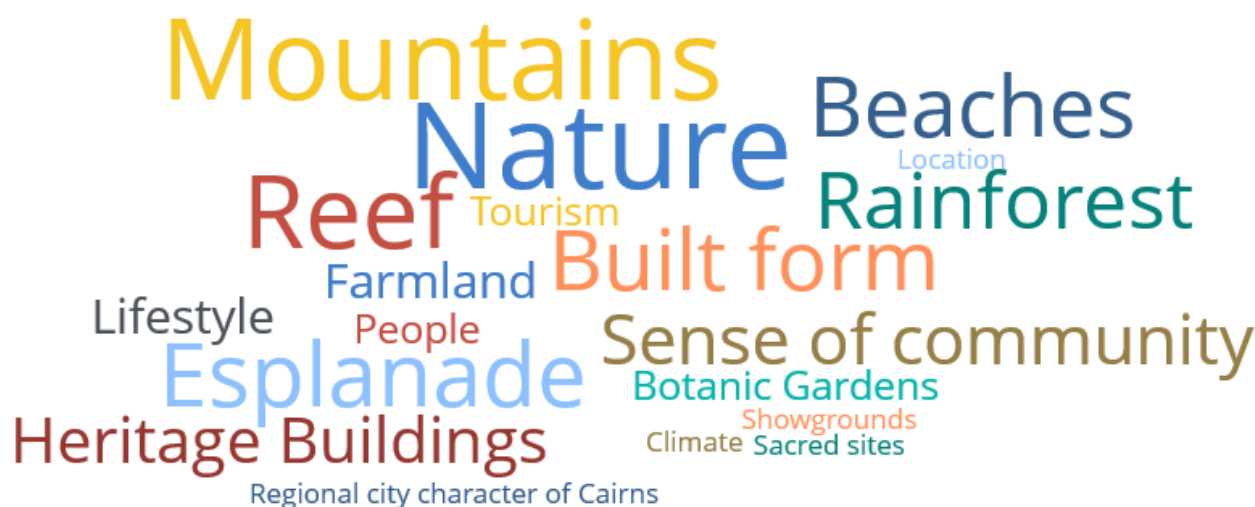 Mountains
Nature
Beaches
Location
Reef
Tourism
Rainforest
Built form
Farmland
Lifestyle
People
Sense of community
Esplanade
Botanic Gardens
Heritage Buildings
Showgrounds
Climate
Sacred sites
Regional city character of Cairns